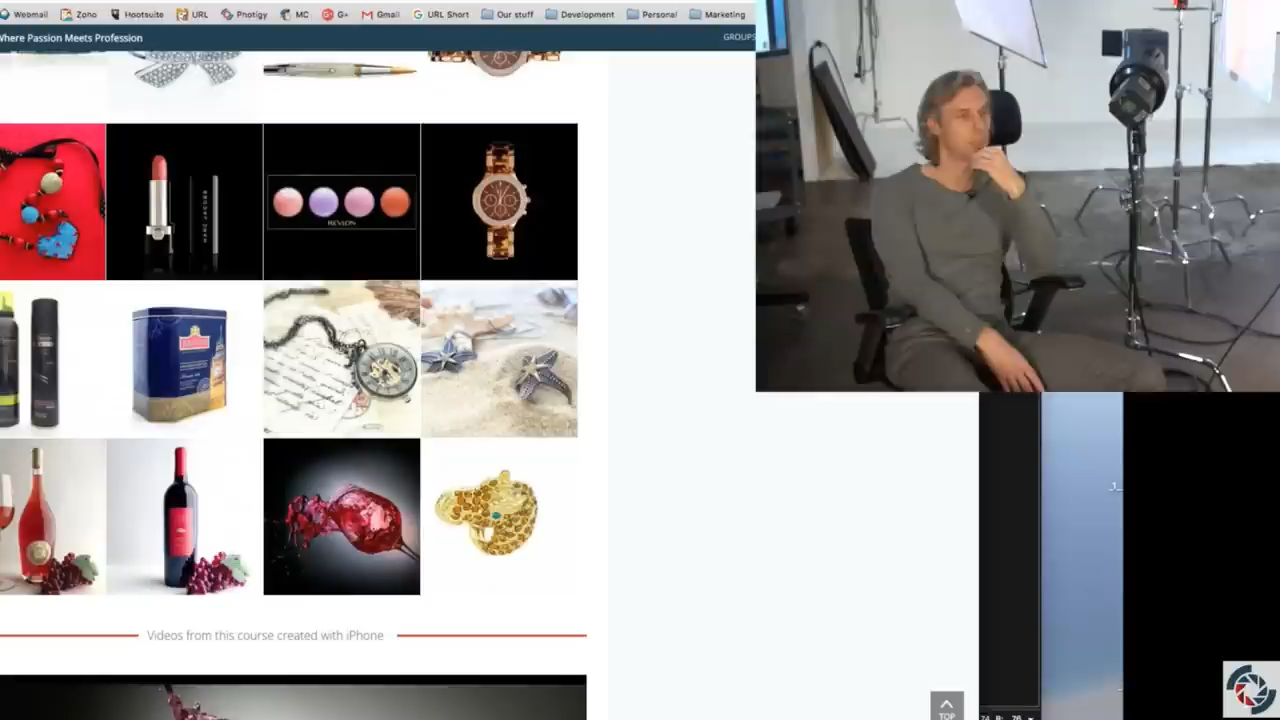 Webmail Zoho Hootsuite URL Photigy MC G+ Gmail URL Short Our stuff Development Personal Marketing
Where Passion Meets Profession GROUPS
REVLON
Videos from this course created with iPhone
TOP